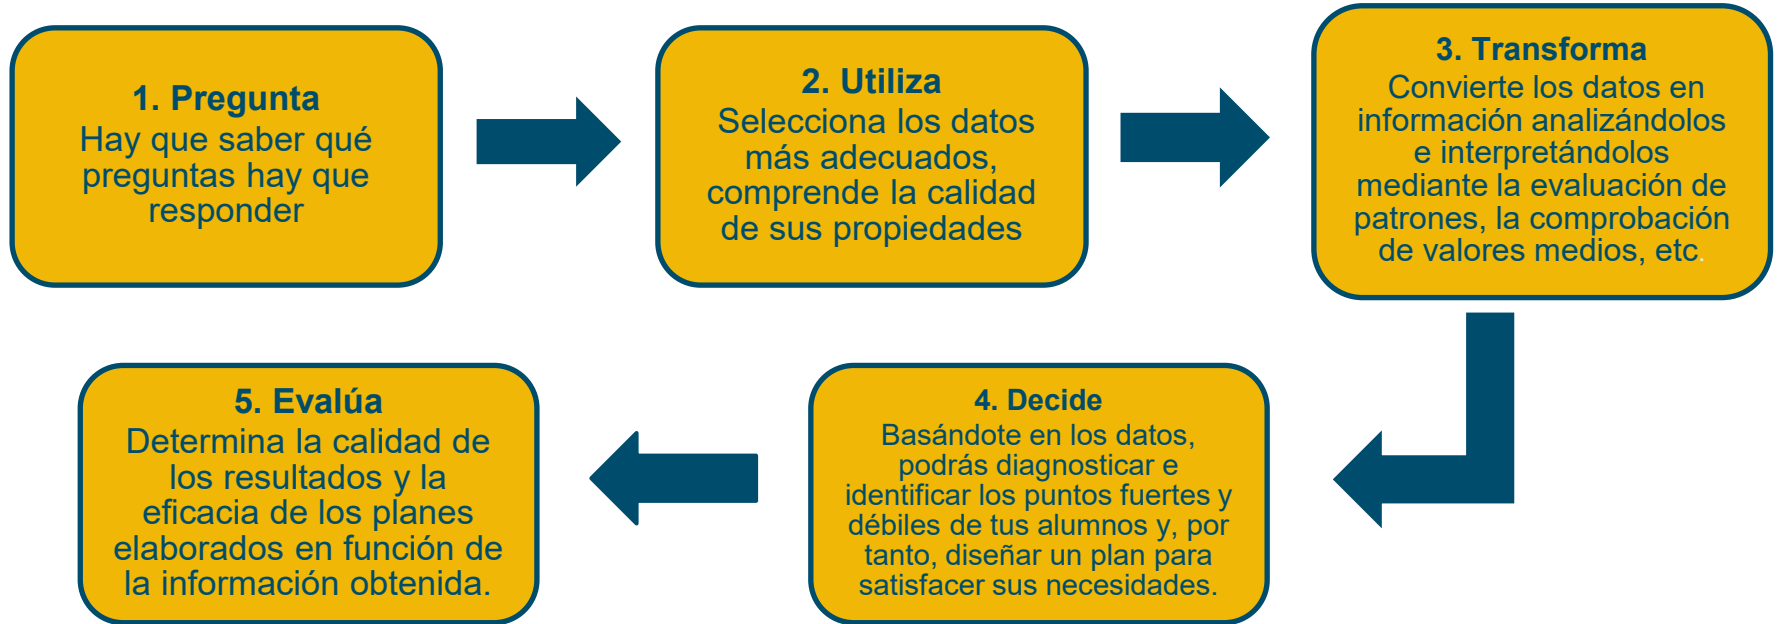 1. Pregunta
Hay que saber qué
preguntas hay que
responder
2. Utiliza
Selecciona los datos
más adecuados,
comprende la calidad
de sus propiedades
3. Transforma
Convierte los datos en
información analizándolos
e interpretándolos
mediante la evaluación de
patrones, la comprobación
de valores medios, etc.
4. Decide
Basándote en los datos,
podrás diagnosticar e
identificar los puntos fuertes y
débiles de tus alumnos y, por
tanto, diseñar un plan para
satisfacer sus necesidades.
5. Evalúa
Determina la calidad de
los resultados y la
eficacia de los planes
elaborados en función de
la información obtenida.